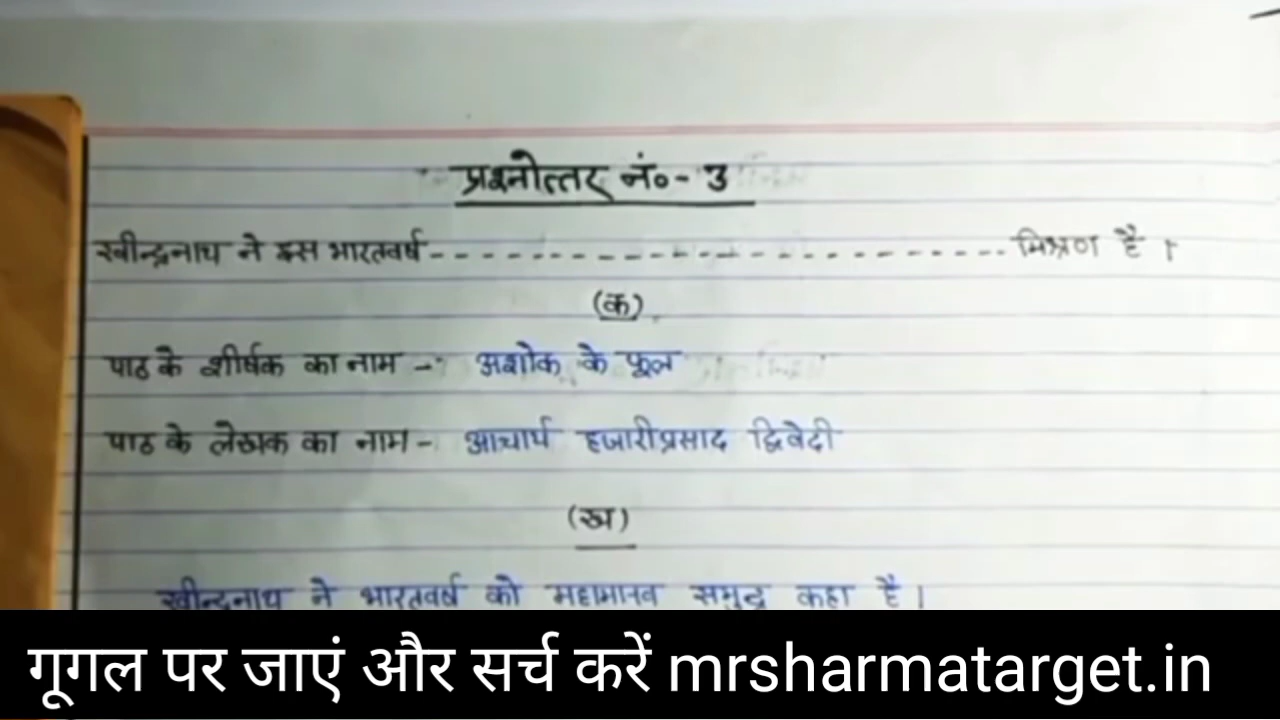 प्रश्नोत्तर नं०- 3
रवीन्द्रनाथ ने इस भारतवर्ष------------------------मिश्रण है ।
(क)
पाठ के शीर्षक का नाम - अशोक के फूल
पाठ के लेखक का नाम - आचार्य हजारीप्रसाद द्विवेदी
(ख)
रवीन्द्रनाथ ने भारतवर्ष को महामानव समुद्र कहा है ।
गूगल पर जाएं और सर्च करें mrsharmatarget.in